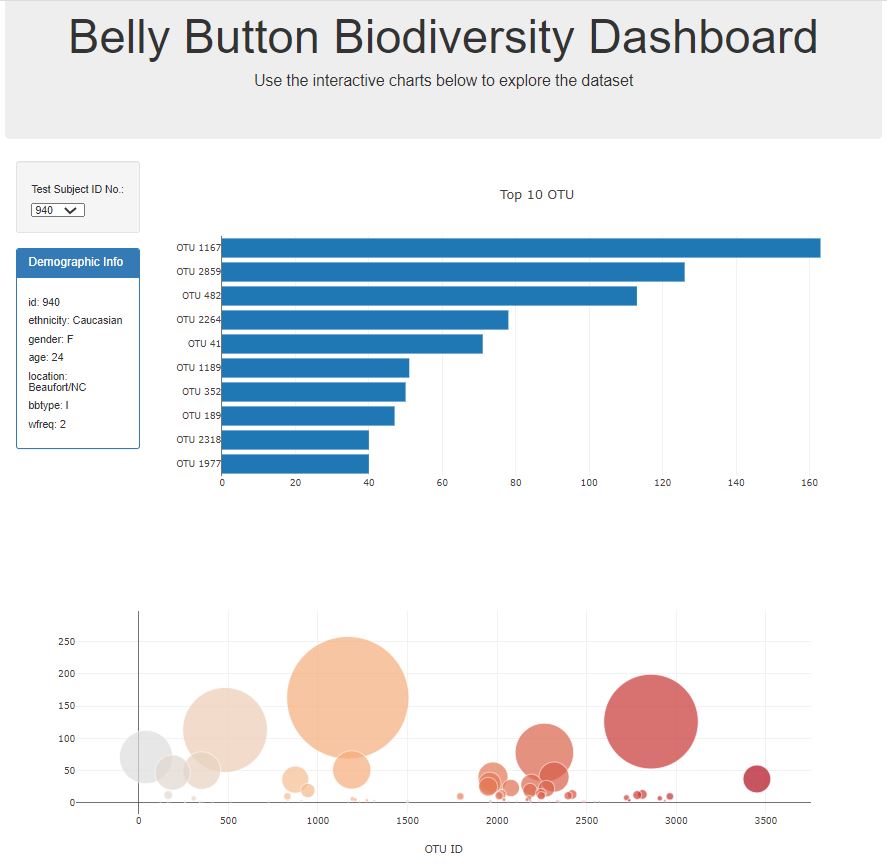 Belly Button Biodiversity Dashboard
Use the interactive charts below to explore the dataset
Test Subject ID No.:
940
Demographic Info
id: 940
ethnicity: Caucasian
gender: F
age: 24
location:
Beaufort/NC
bbtype: I
wfreq: 2
Top 10 OTU
OTU 1167
OTU 2859
OTU 482
OTU 2264
OTU 41
OTU 1189
OTU 352
OTU 189
OTU 2318
OTU 1977
0 20 40 60 80 100 120 140 160
250
200
150
100
50
0
0 500 1000 1500 2000 2500 3000 3500
OTU ID